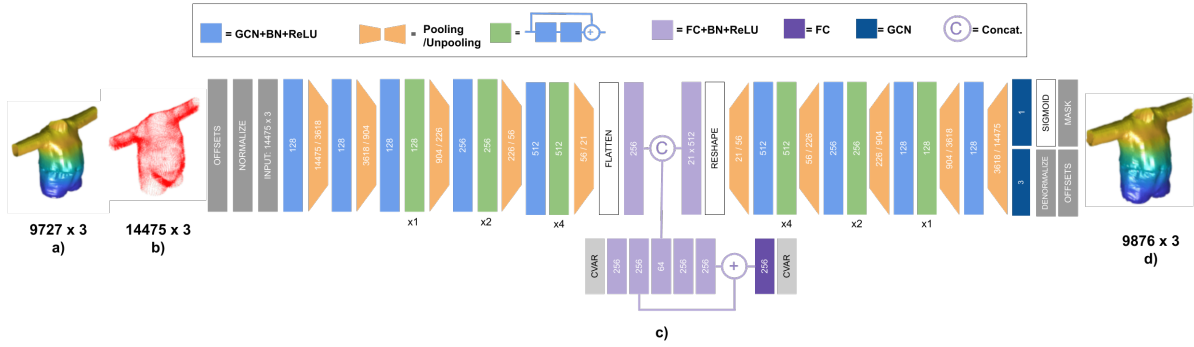 = GCN+BN+ReLU
= Pooling
/Unpooling
=
+
= FC+BN+ReLU
= FC
= GCN
C
= Concat.
OFFSETS
NORMALIZE
INPUT: 14475 x 3
128
14475 / 3618
128
3618 / 904
128
128
904 / 226
256
256
226 / 56
512
512
56 / 21
FLATTEN
256
C
21 x 512
RESHAPE
21 / 56
512
512
56 / 226
256
256
226 / 904
128
128
904 / 3618
128
3618 / 14475
1
3
SIGMOID
MASK
DENORMALIZE
OFFSETS
x1
x2
x4
x4
x2
x1
9727 x 3
a)
14475 x 3
b)
9876 x 3
d)
CVAR
256
256
64
256
256
+
256
CVAR
c)